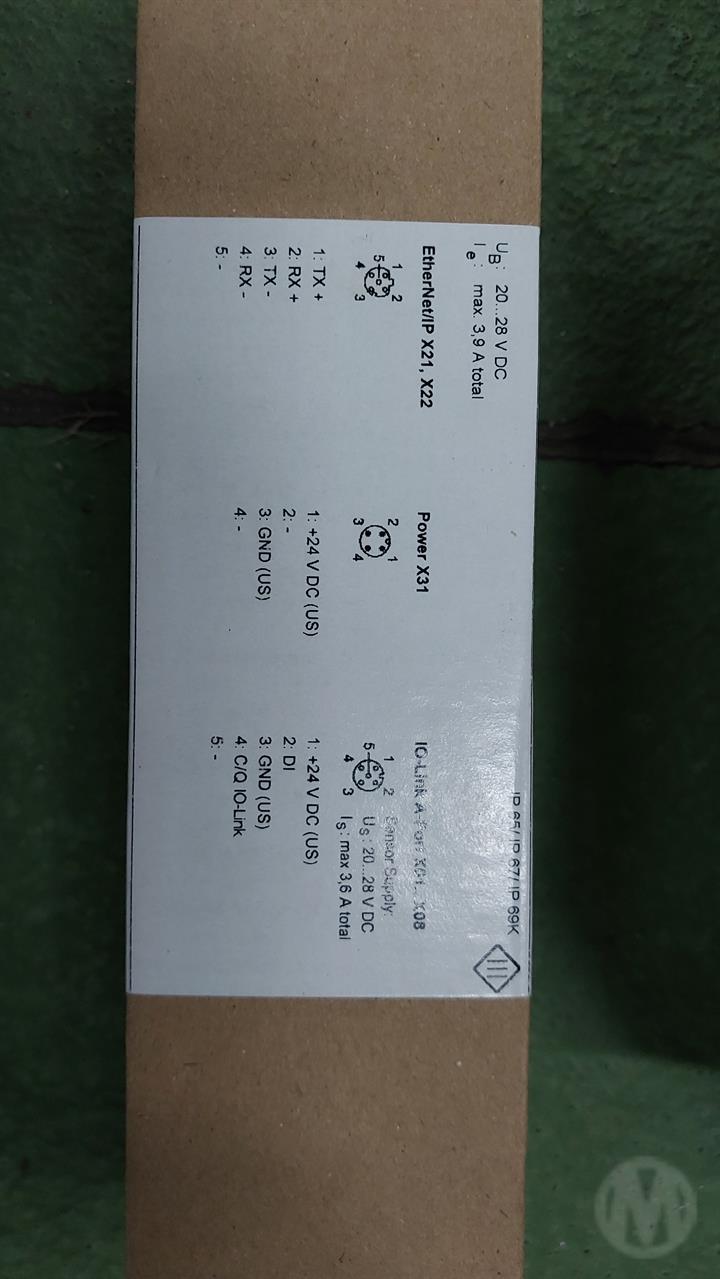 IP 65 / IP 67 / IP 69K
UB: 20...28 V DC
Ie: max. 3,9 A total
EtherNet/IP X21, X22
1
2
5
4
3
1: TX +
2: RX +
3: TX -
4: RX -
5: -
Power X31
2
1
3
4
1: +24 V DC (US)
2: -
3: GND (US)
4: -
IO-Link A-Port X01...X08
1
2
5
4
3
Sensor Supply:
US: 20...28 V DC
IS: max 3,6 A total
1: +24 V DC (US)
2: DI
3: GND (US)
4: C/Q IO-Link
5: -
M